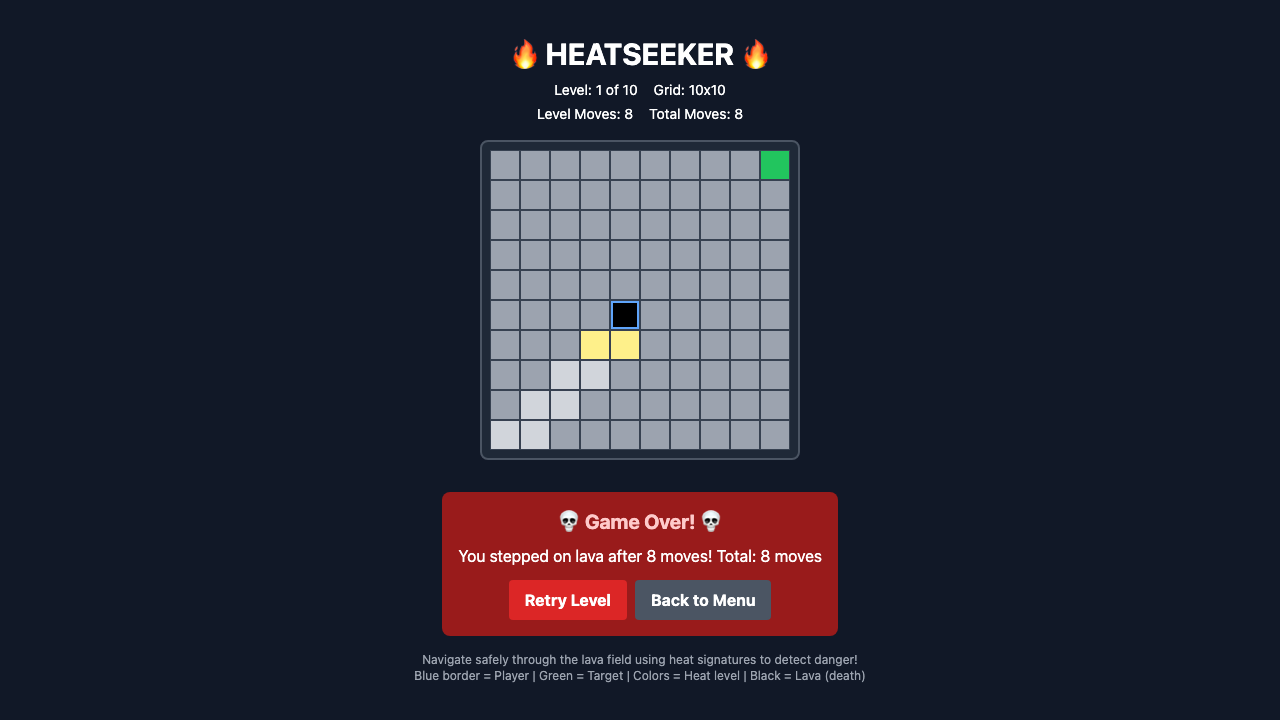 🔥 HEATSEEKER 🔥
Level: 1 of 10 Grid: 10x10
Level Moves: 8 Total Moves: 8
💀 Game Over! 💀
You stepped on lava after 8 moves! Total: 8 moves
Retry Level Back to Menu
Navigate safely through the lava field using heat signatures to detect danger!
Blue border = Player | Green = Target | Colors = Heat level | Black = Lava (death)